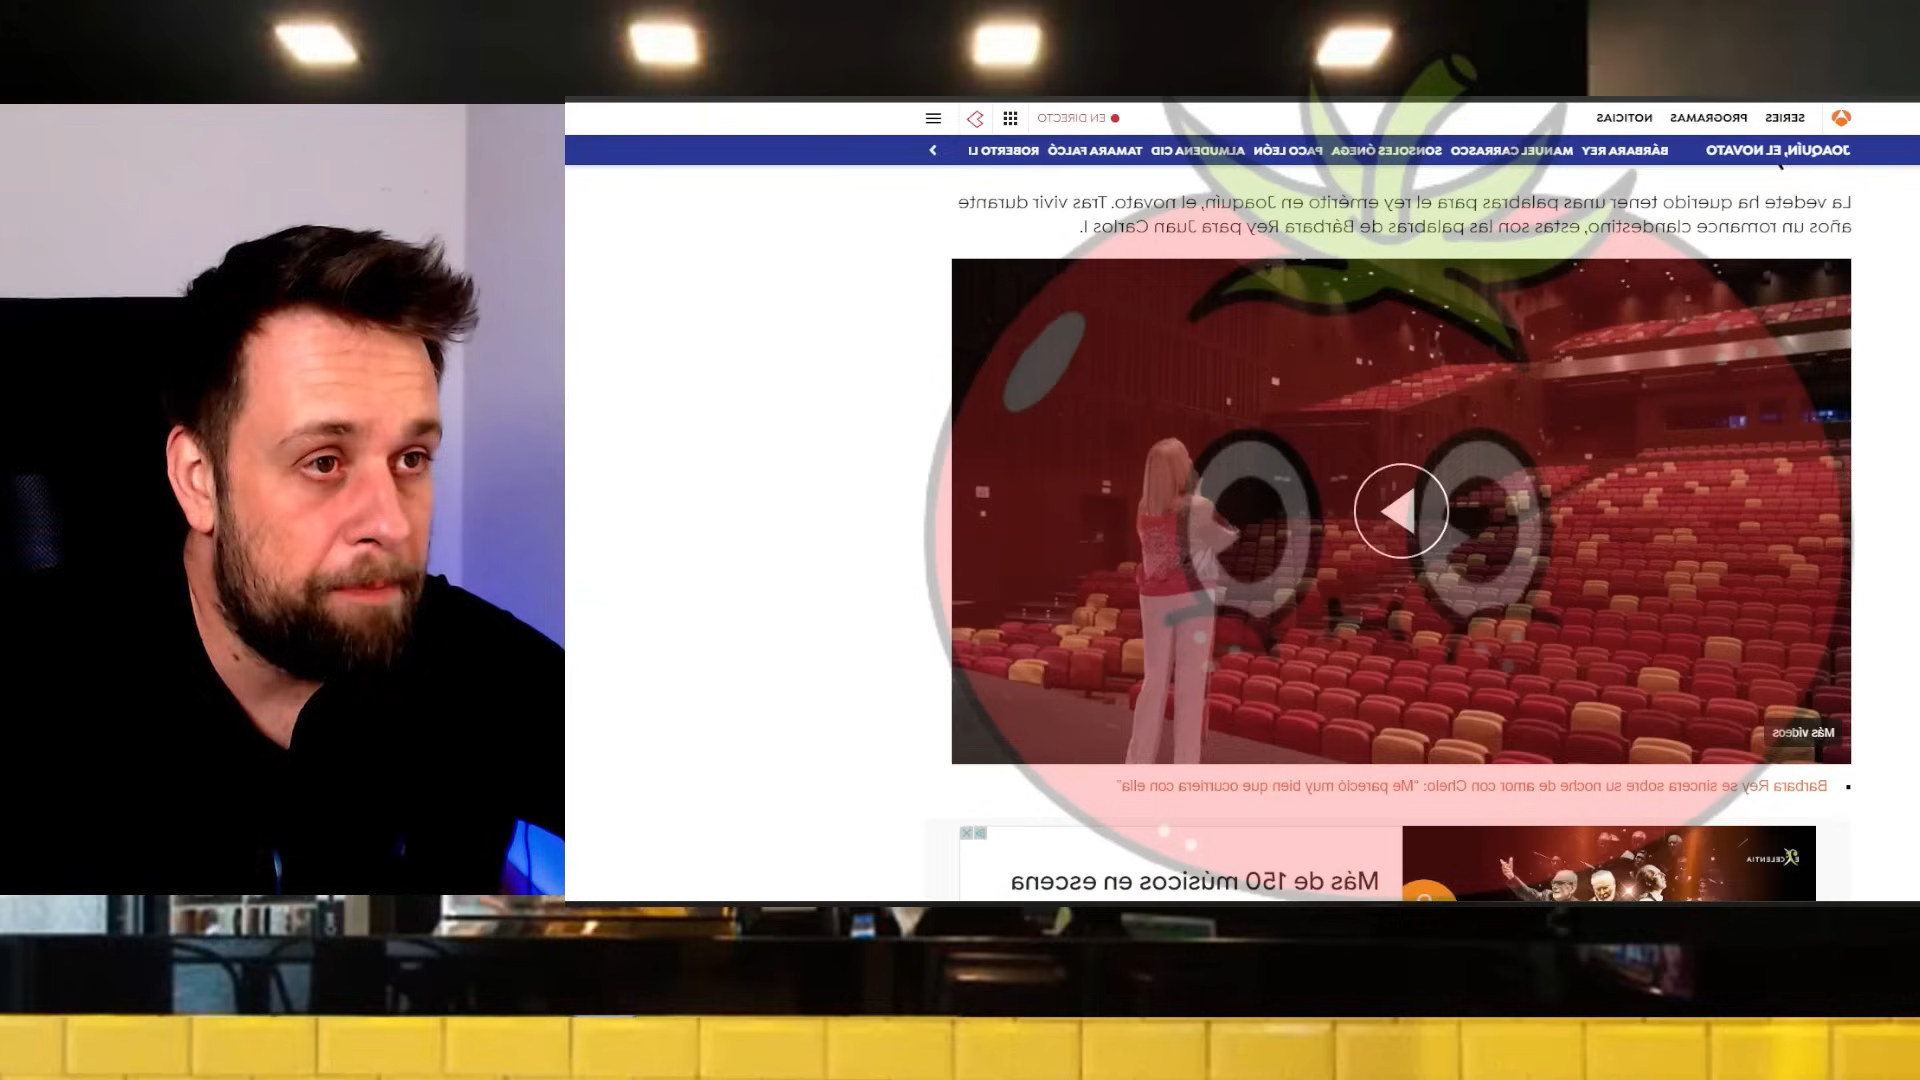 SERIES PROGRAMAS NOTICIAS EN DIRECTO
JOAQUÍN, EL NOVATO BÁRBARA REY MANUEL CARRASCO SONSOLES ÓNEGA PACO LEÓN ALMUDENA CID TAMARA FALCÓ ROBERTO L
La vedete ha querido tener unas palabras para el rey emérito en Joaquín, el novato. Tras vivir durante
años un romance clandestino, estas son las palabras de Bárbara Rey para Juan Carlos I.
Más vídeos
Barbara Rey se sincera sobre su noche de amor con Chelo: "Me pareció muy bien que ocurriera con ella"
EXCELENTIA
Más de 150 músicos en escena